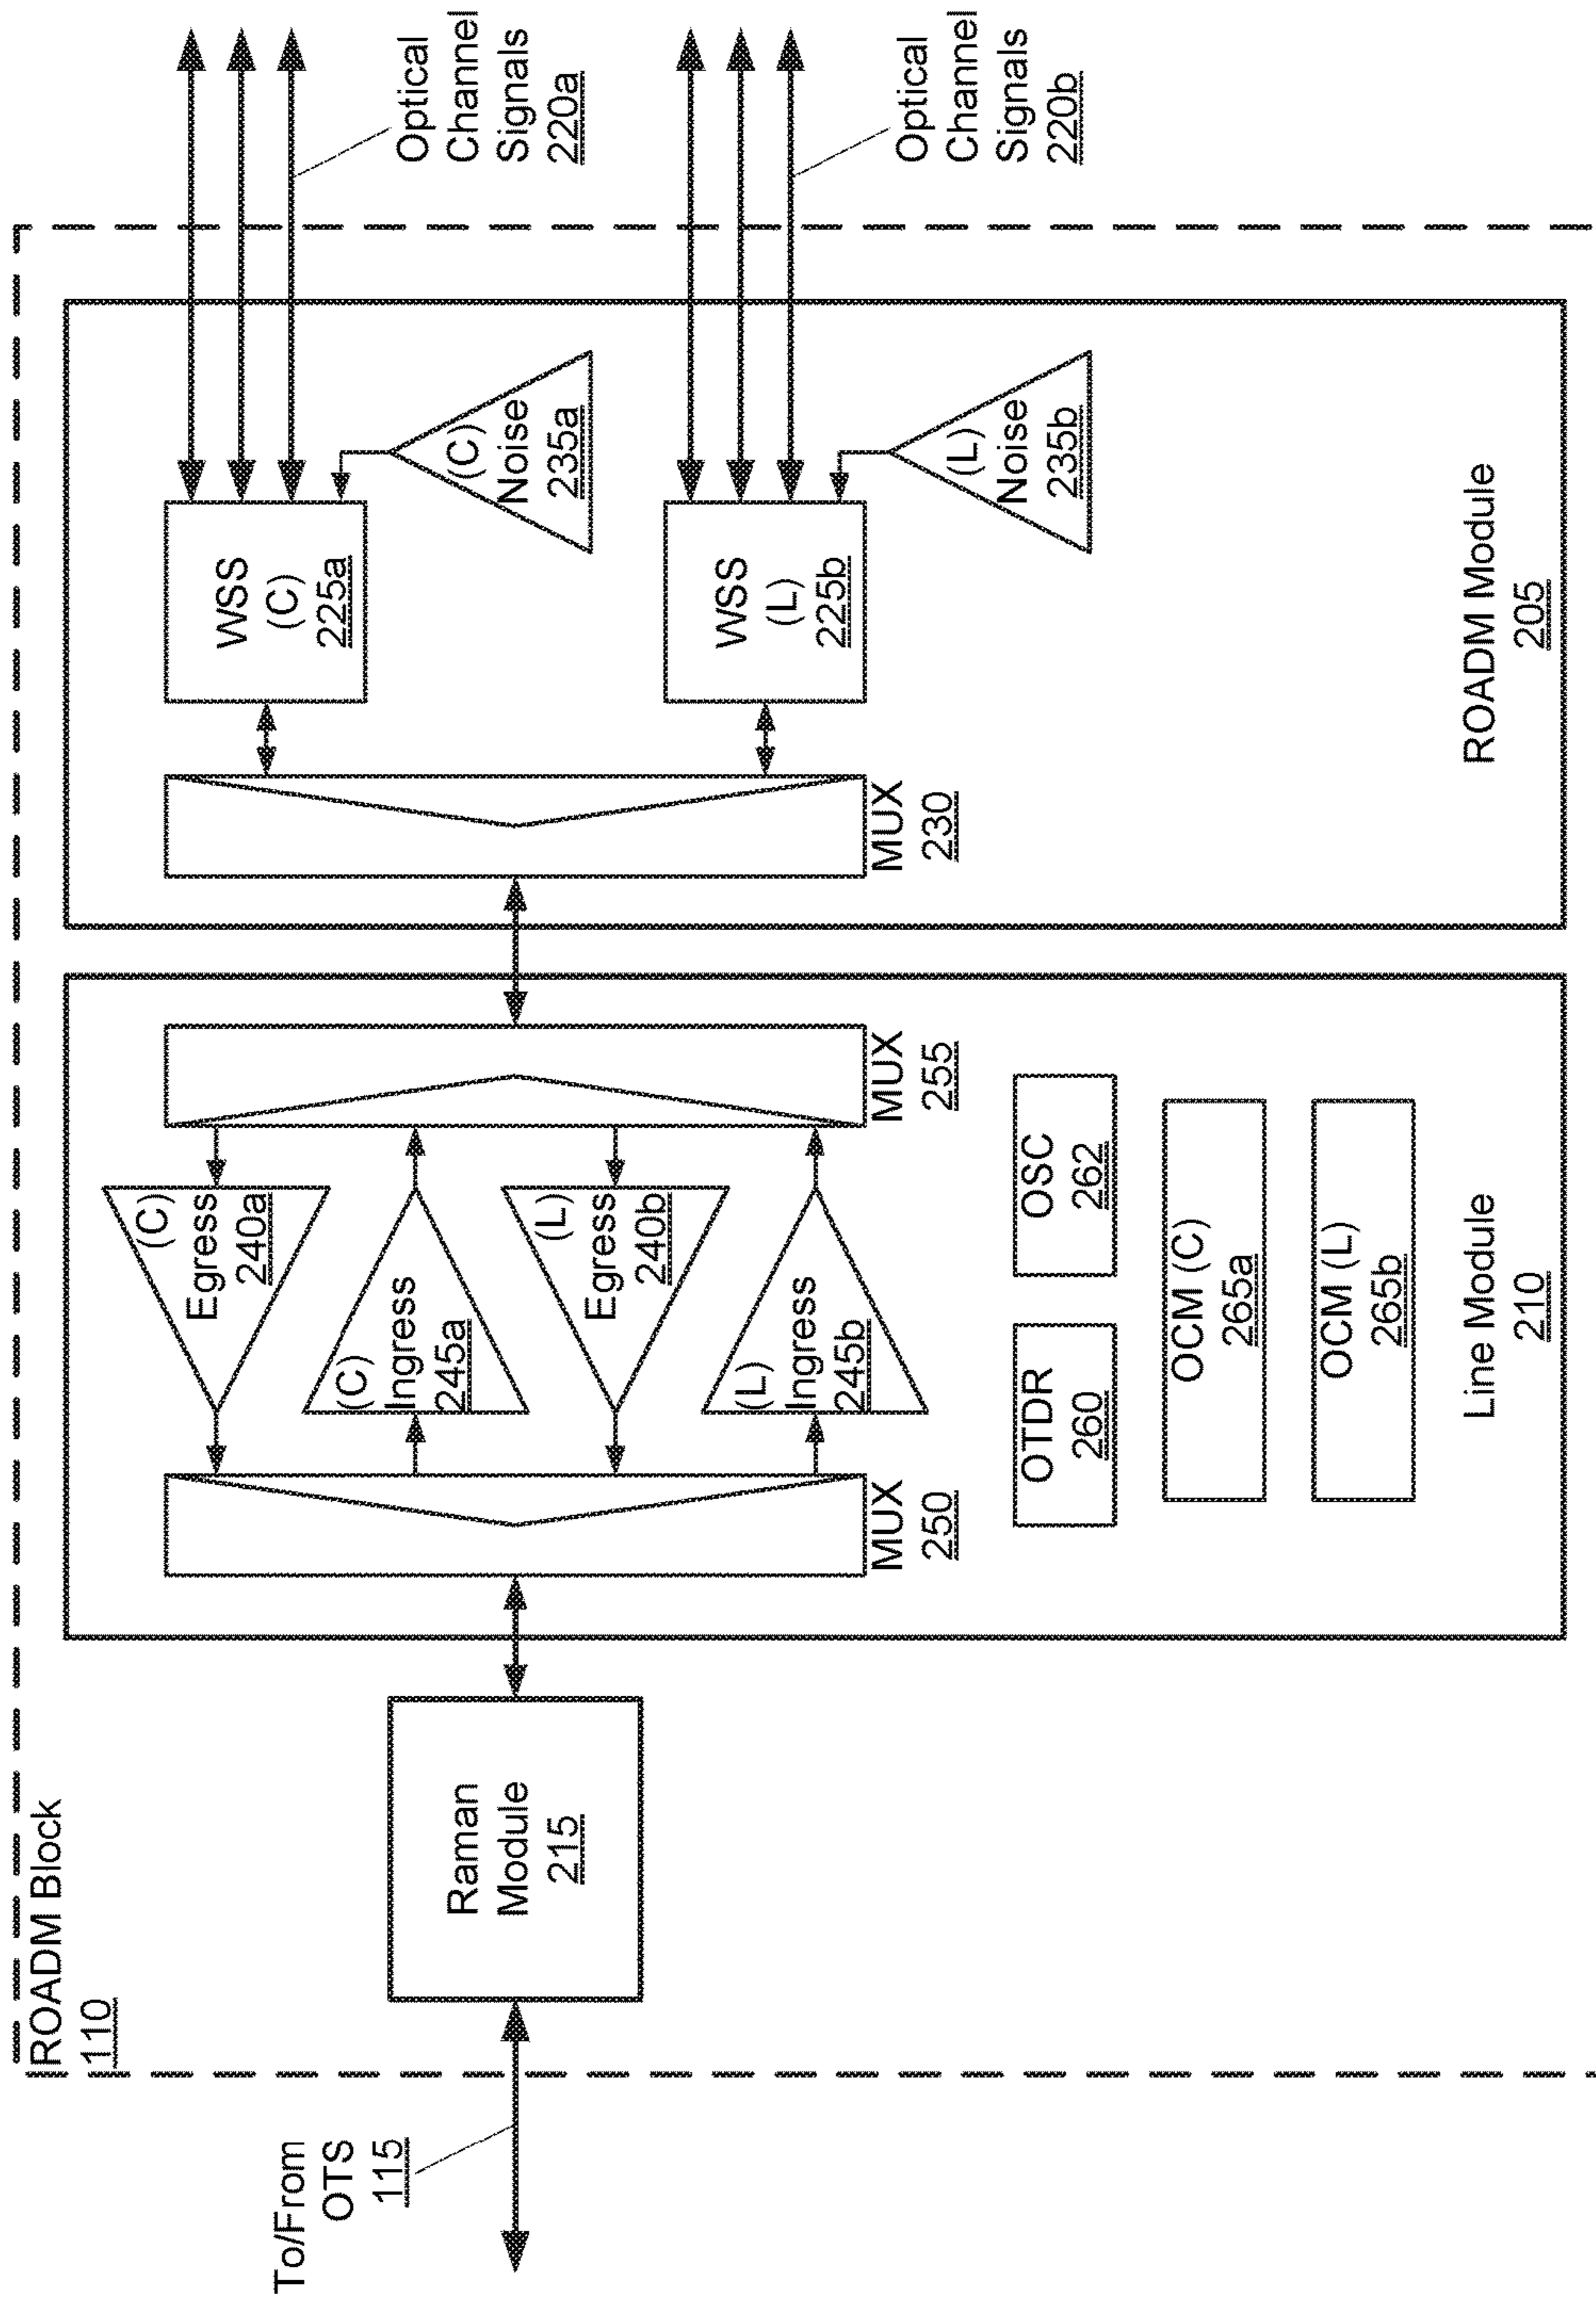 ROADM Block
110
To/From
OTS
115
Raman
Module
215
(C)
Egress
240a
(C)
Ingress
245a
(L)
Egress
240b
(L)
Ingress
245b
MUX
250
MUX
255
OTDR
260
OSC
262
OCM (C)
265a
OCM (L)
265b
Line Module
210
MUX
230
WSS
(C)
225a
(C)
Noise
235a
WSS
(L)
225b
(L)
Noise
235b
ROADM Module
205
Optical
Channel
Signals
220a
Optical
Channel
Signals
220b